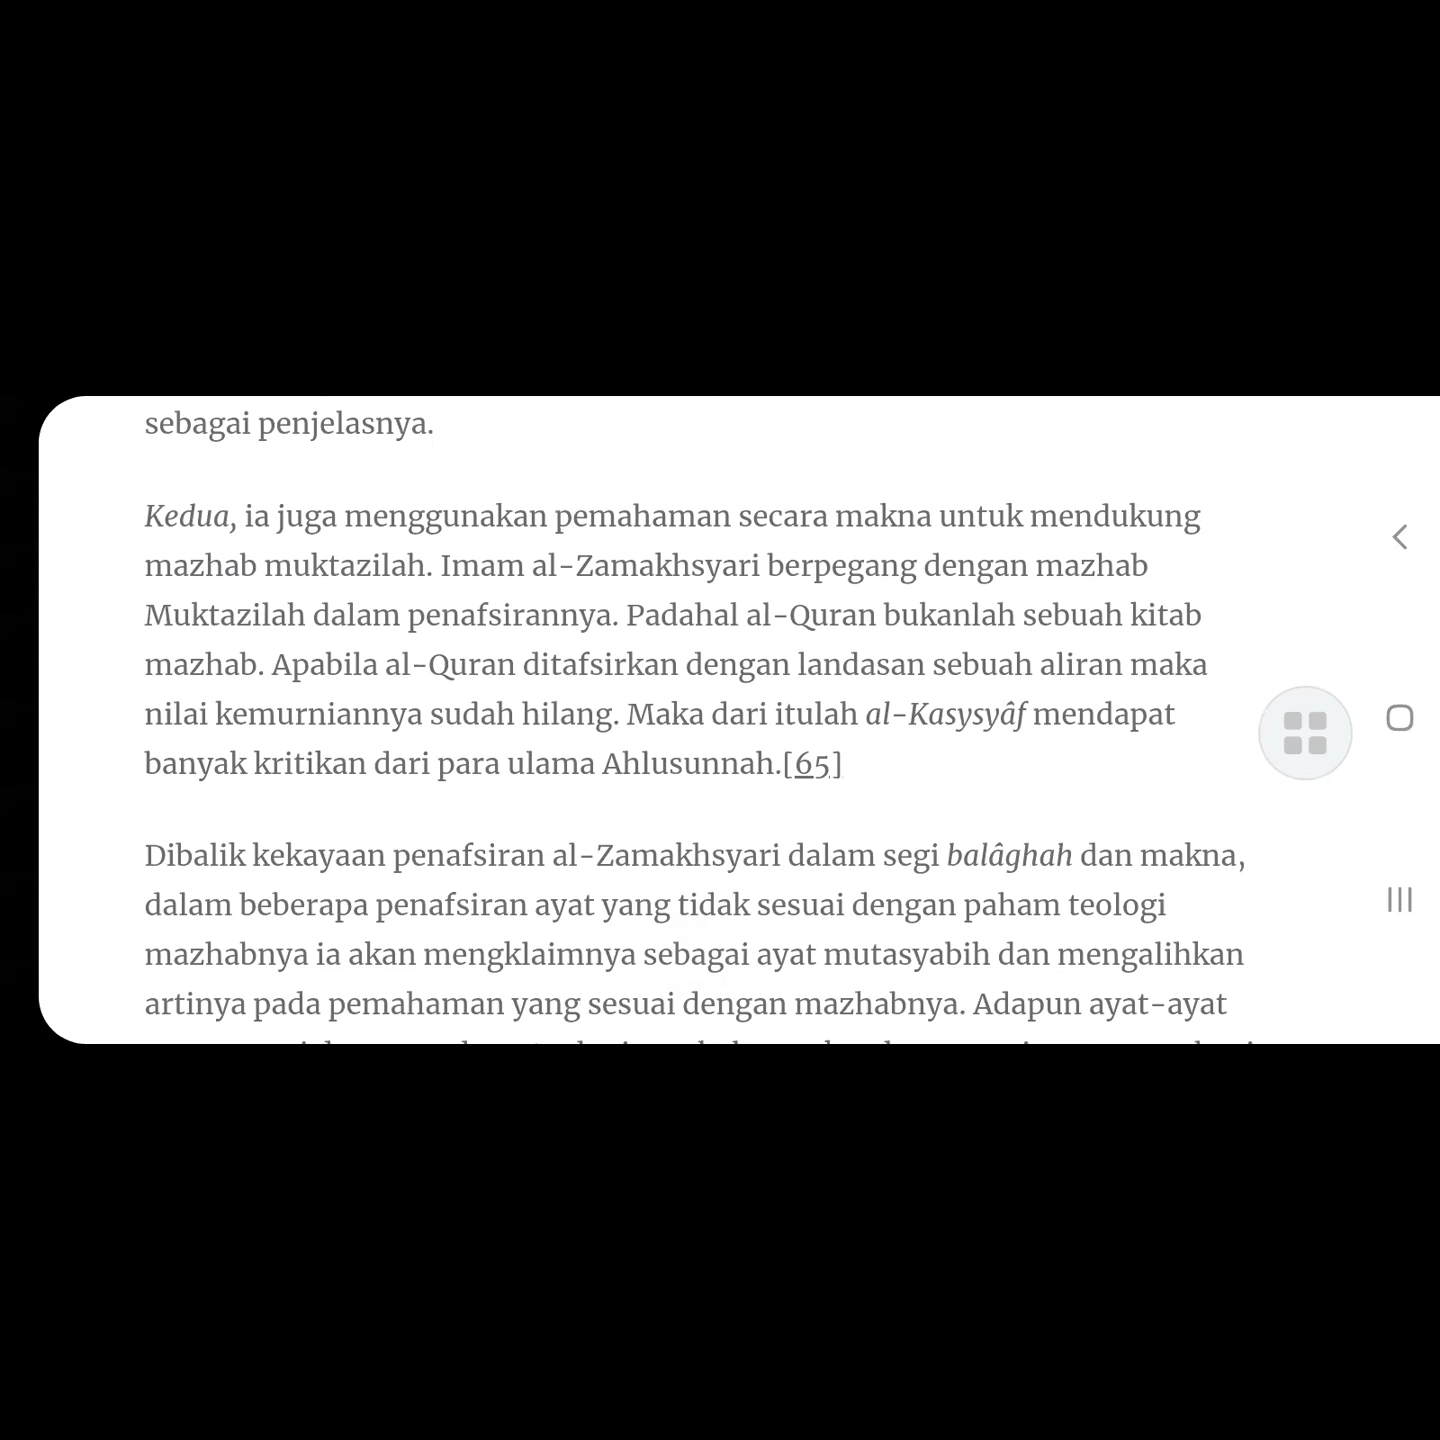 sebagai penjelasnya.
Kedua, ia juga menggunakan pemahaman secara makna untuk mendukung
mazhab muktazilah. Imam al-Zamakhsyari berpegang dengan mazhab
Muktazilah dalam penafsirannya. Padahal al-Quran bukanlah sebuah kitab
mazhab. Apabila al-Quran ditafsirkan dengan landasan sebuah aliran maka
nilai kemurniannya sudah hilang. Maka dari itulah al-Kasysyâf mendapat
banyak kritikan dari para ulama Ahlusunnah.[65]
Dibalik kekayaan penafsiran al-Zamakhsyari dalam segi balâghah dan makna,
dalam beberapa penafsiran ayat yang tidak sesuai dengan paham teologi
mazhabnya ia akan mengklaimnya sebagai ayat mutasyabih dan mengalihkan
artinya pada pemahaman yang sesuai dengan mazhabnya. Adapun ayat-ayat